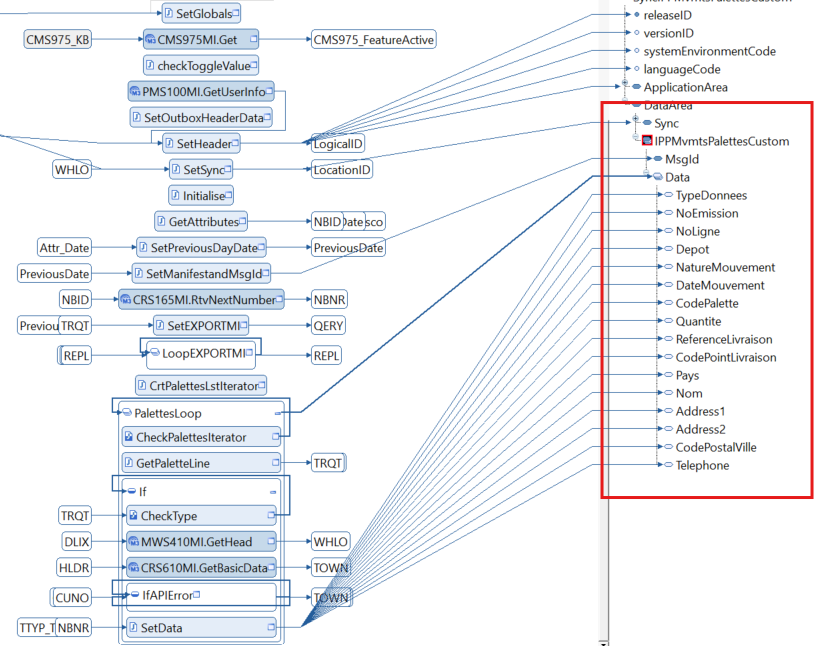 SetGlobals
CMS975_KB
CMS975MI.Get
CMS975_FeatureActive
checkToggleValue
PMS100MI.GetUserInfo
SetOutboxHeaderData
SetHeader
LogicalID
WHLO
SetSync
LocationID
Initialise
GetAttributes
NBID
Attr_Date
SetPreviousDayDate
PreviousDate
PreviousDate
SetManifestandMsgId
NBID
CRS165MI.RtvNextNumber
NBNR
Previou
TRQT
SetEXPORTMI
QERY
REPL
LoopEXPORTMI
REPL
CrtPalettesLstIterator
PalettesLoop
CheckPalettesIterator
GetPaletteLine
TRQT
If
TRQT
CheckType
DLIX
MWS410MI.GetHead
WHLO
HLDR
CRS610MI.GetBasicData
TOWN
CUNO
IfAPIError
TOWN
TTYP_T
NBNR
SetData
releaseID
versionID
systemEnvironmentCode
languageCode
ApplicationArea
DataArea
Sync
IPPMvmtsPalettesCustom
MsgId
Data
TypeDonnees
NoEmission
NoLigne
Depot
NatureMouvement
DateMouvement
CodePalette
Quantite
ReferenceLivraison
CodePointLivraison
Pays
Nom
Address1
Address2
CodePostalVille
Telephone